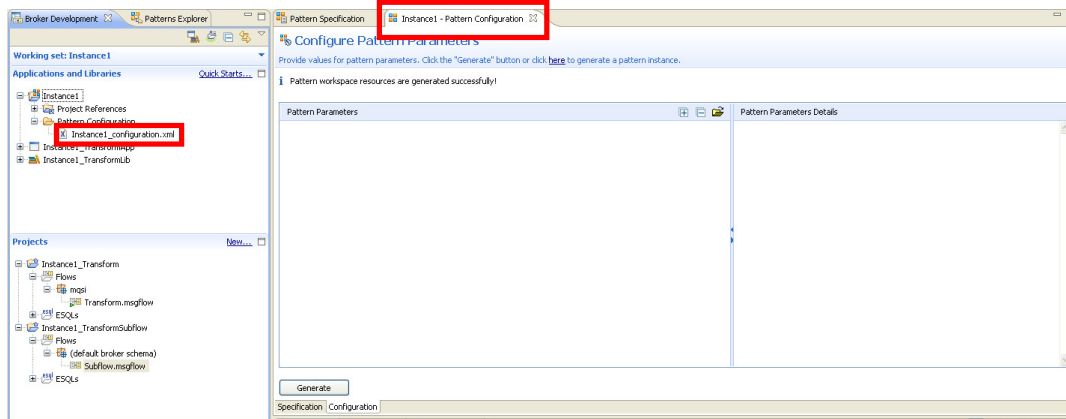 Broker Development
Patterns Explorer
Working set: Instance1
Applications and Libraries
Quick Starts...
Instance1
Project References
Pattern Configuration
Instance1_configuration.xml
Instance1_TransformApp
Instance1_TransformLib
Projects
New...
Instance1_Transform
Flows
mqsi
Transform.msgflow
ESQLs
Instance1_TransformSubflow
Flows
(default broker schema)
Subflow.msgflow
ESQLs
Pattern Specification
Instance1 - Pattern Configuration
Configure Pattern Parameters
Provide values for pattern parameters. Click the "Generate" button or click here to generate a pattern instance.
Pattern workspace resources are generated successfully!
Pattern Parameters
Pattern Parameters Details
Generate
Specification
Configuration